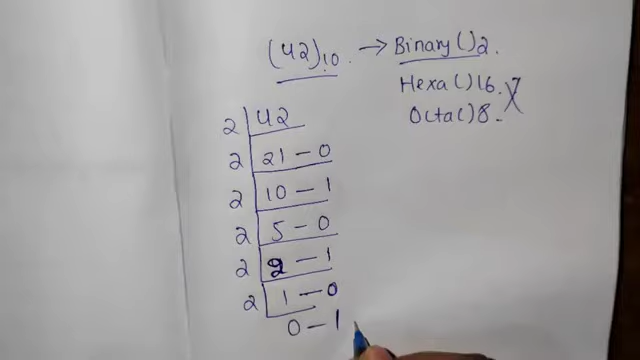 (42)10. → Binary ()2.
Hexa ()16.
Octa()8.
2 42
2 21 - 0
2 10 - 1
2 5 - 0
2 2 - 1
2 1 - 0
0 - 1